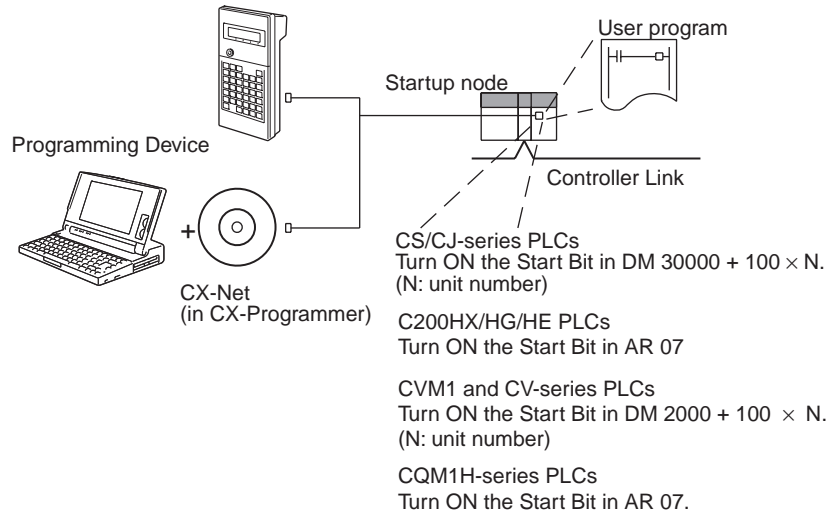 User program
Startup node
Programming Device
Controller Link
+
CX-Net
(in CX-Programmer)
CS/CJ-series PLCs
Turn ON the Start Bit in DM 30000 + 100 × N.
(N: unit number)
C200HX/HG/HE PLCs
Turn ON the Start Bit in AR 07
CVM1 and CV-series PLCs
Turn ON the Start Bit in DM 2000 + 100 × N.
(N: unit number)
CQM1H-series PLCs
Turn ON the Start Bit in AR 07.